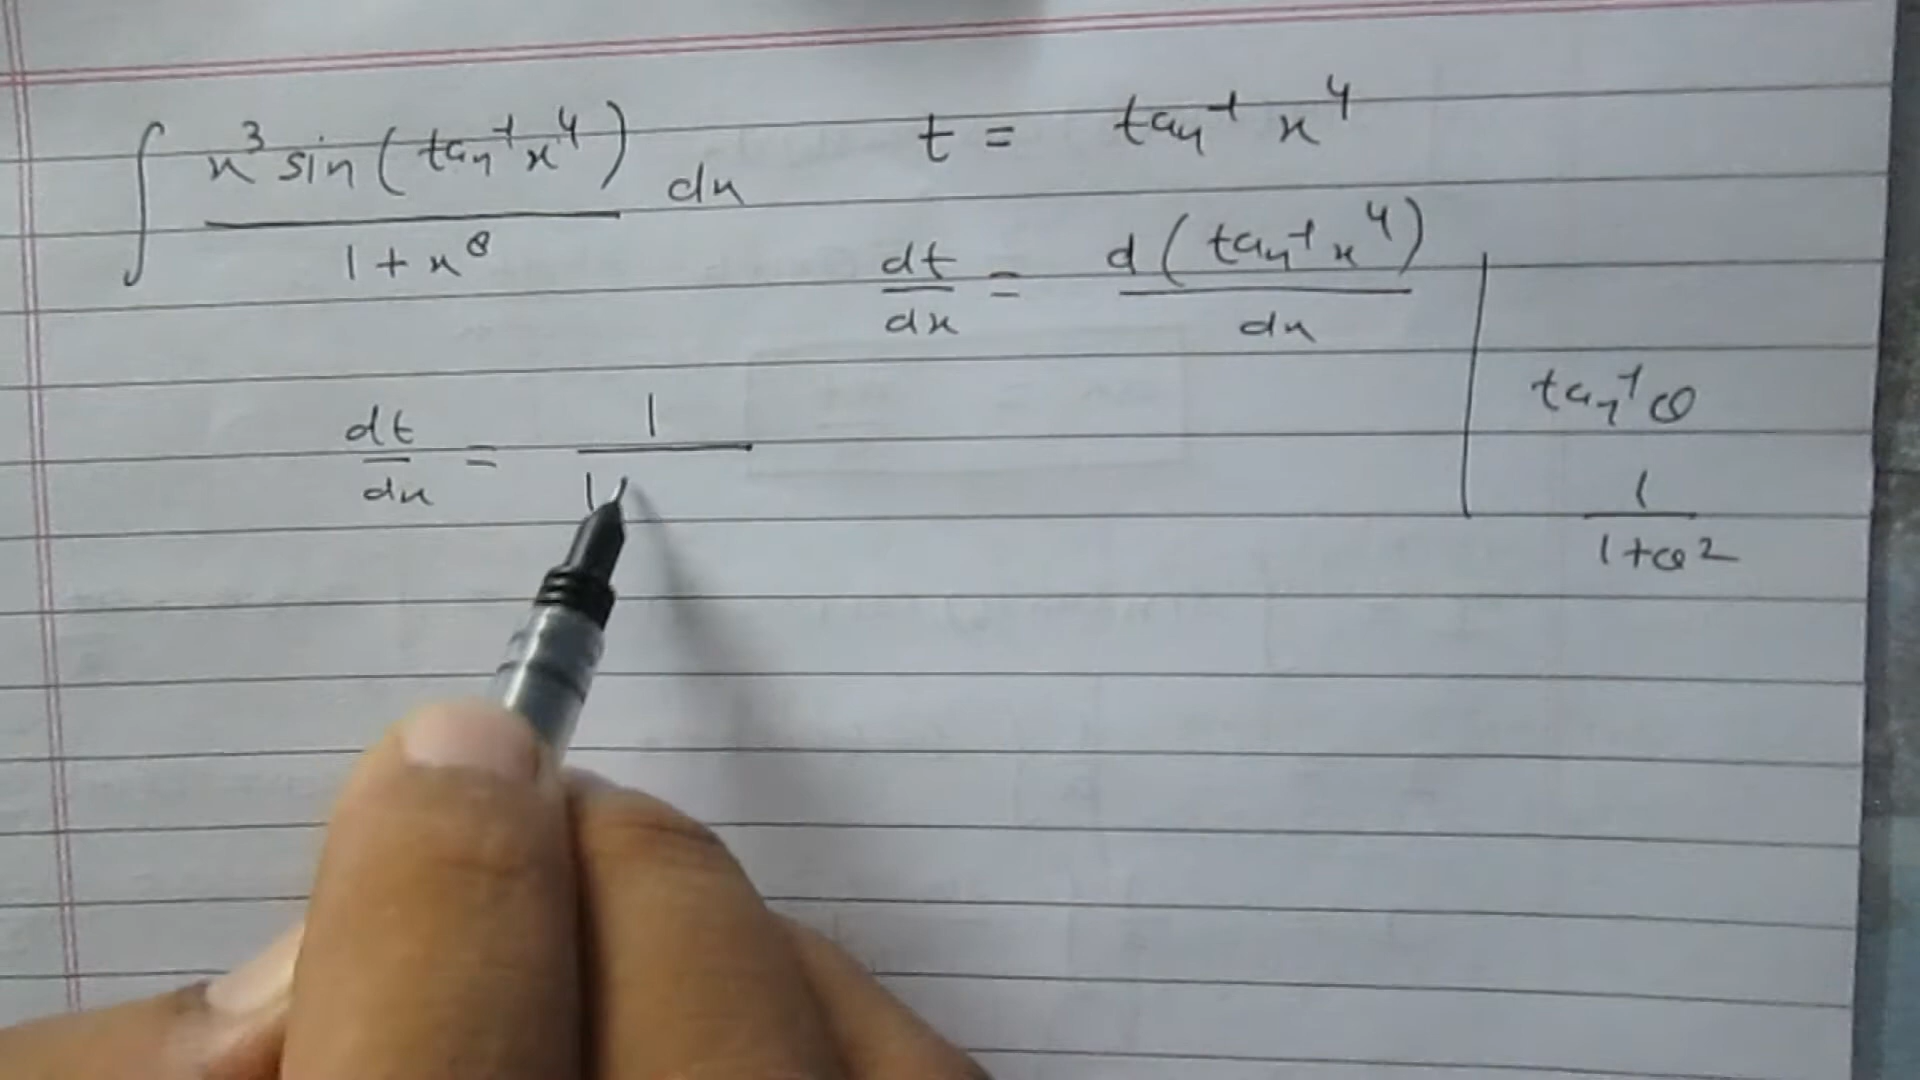 ∫ x³ sin(tan⁻¹x⁴) / 1 + x⁸ dx
t = tan⁻¹ x⁴
dt/dx = d(tan⁻¹x⁴)/dx
dt/dx = 1/1+
tan⁻¹θ
1/1+θ²